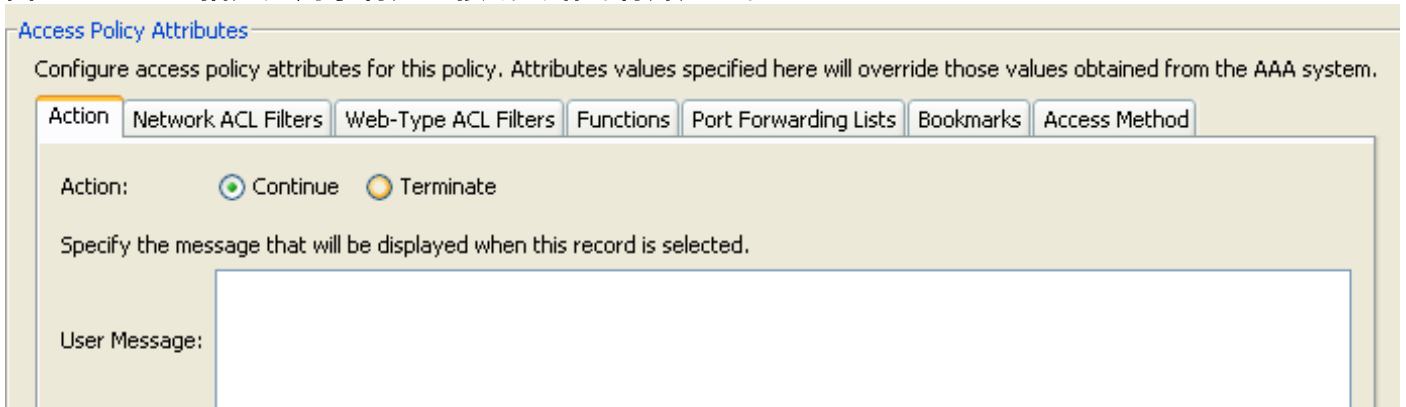 Access Policy Attributes
Configure access policy attributes for this policy. Attributes values specified here will override those values obtained from the AAA system.
Action Network ACL Filters Web-Type ACL Filters Functions Port Forwarding Lists Bookmarks Access Method
Action: Continue Terminate
Specify the message that will be displayed when this record is selected.
User Message: